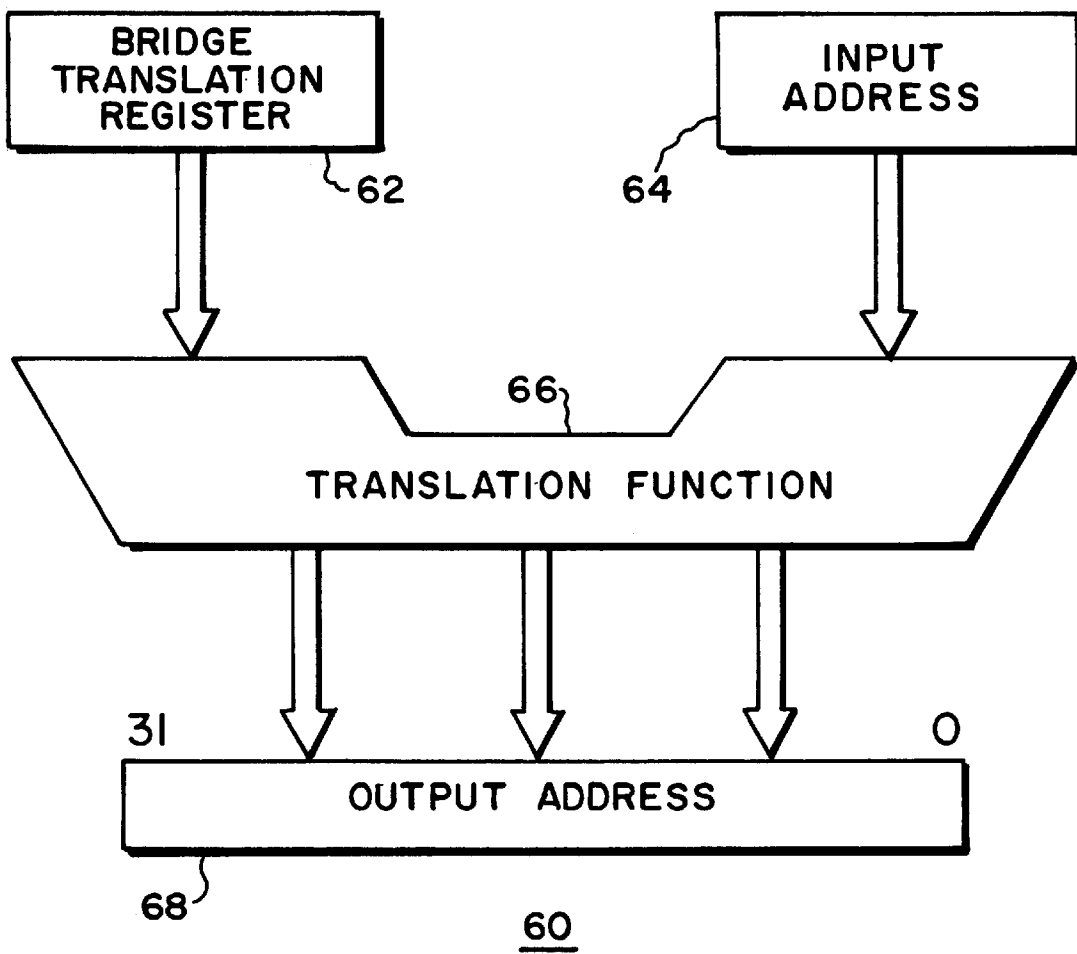 BRIDGE
TRANSLATION
REGISTER
62
INPUT
ADDRESS
64
66
TRANSLATION FUNCTION
31
0
OUTPUT ADDRESS
68
60